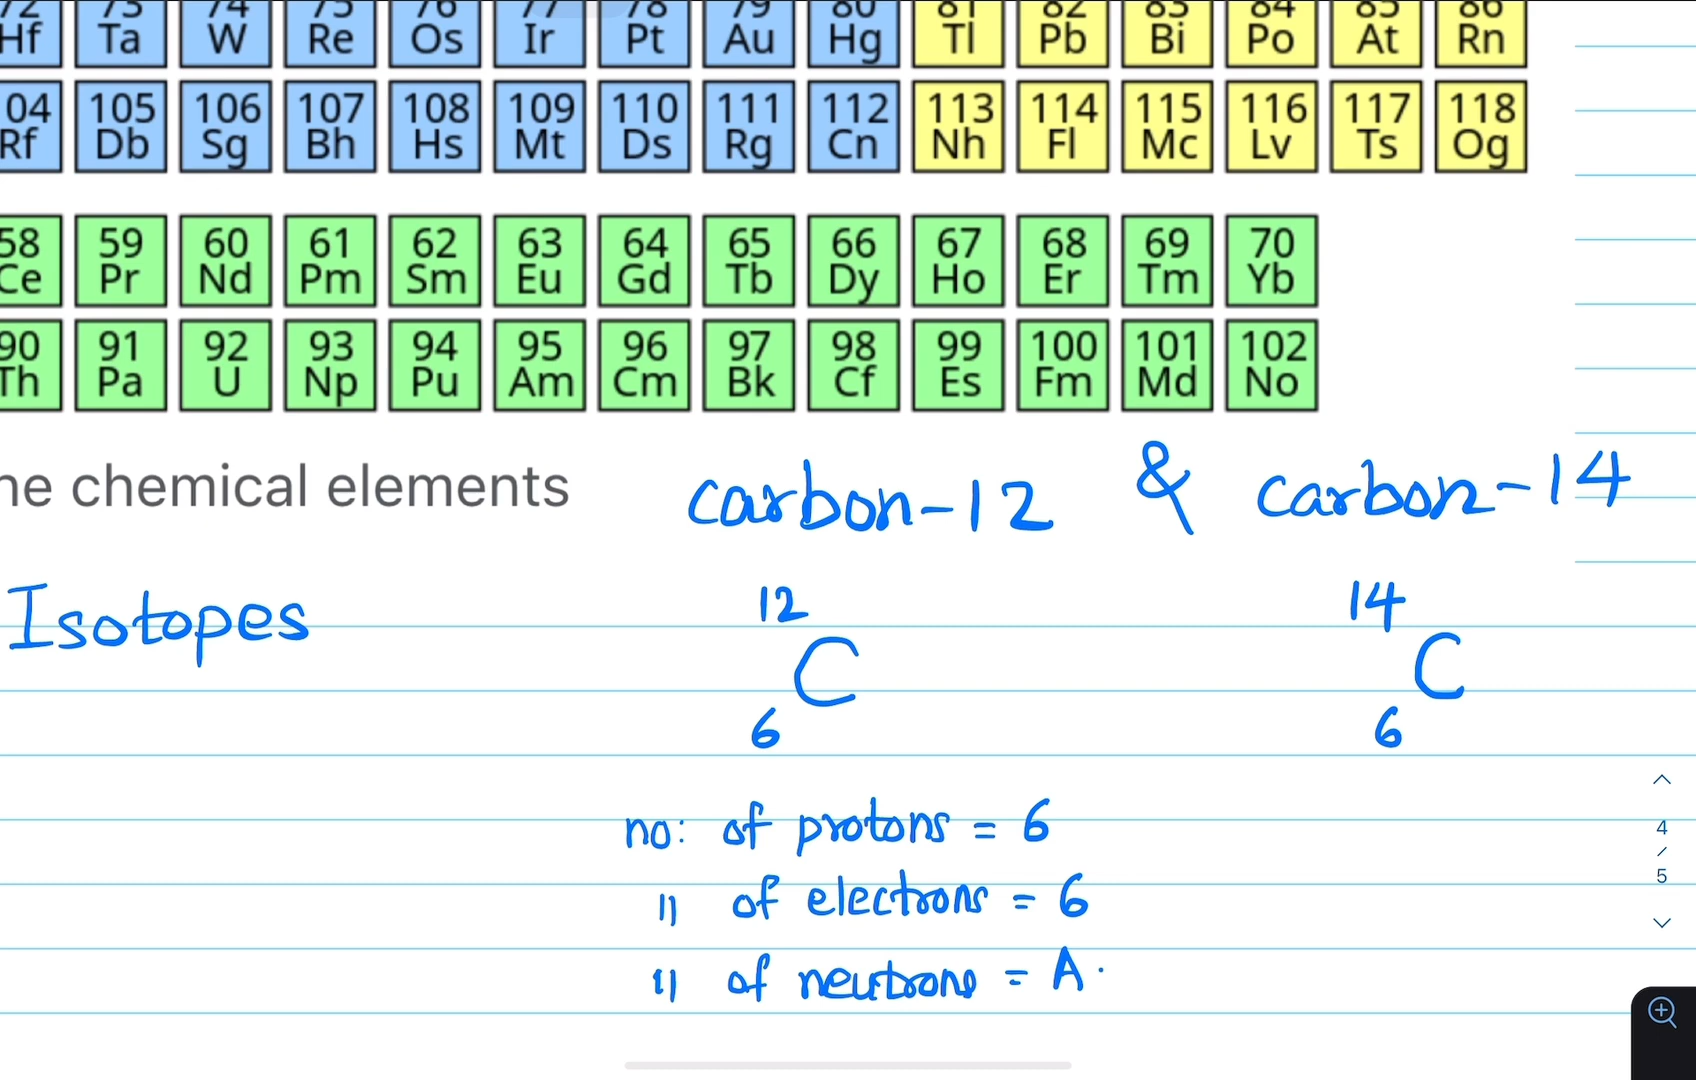 72 73 74 75 76 77 78 79 80 81 82 83 84 85 86
Hf Ta W Re Os Ir Pt Au Hg Tl Pb Bi Po At Rn
04 105 106 107 108 109 110 111 112 113 114 115 116 117 118
Rf Db Sg Bh Hs Mt Ds Rg Cn Nh Fl Mc Lv Ts Og
58 59 60 61 62 63 64 65 66 67 68 69 70
Ce Pr Nd Pm Sm Eu Gd Tb Dy Ho Er Tm Yb
90 91 92 93 94 95 96 97 98 99 100 101 102
Th Pa U Np Pu Am Cm Bk Cf Es Fm Md No
he chemical elements
carbon-12 & carbon-14
Isotopes
12 14
C C
6 6
no: of protons = 6
" of electrons = 6
" of neutrons = A.
4
/
5